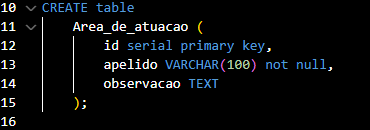 10 CREATE table
11 Area_de_atuacao (
12 id serial primary key,
13 apelido VARCHAR(100) not null,
14 observacao TEXT
15 );
16